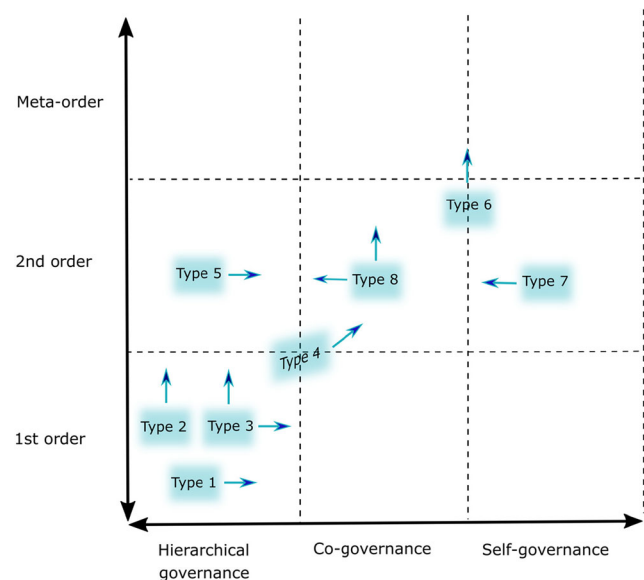 Meta-order
Type 6
2nd order
Type 5
Type 8
Type 7
Type 4
Type 2
Type 3
1st order
Type 1
Hierarchical
governance
Co-governance
Self-governance